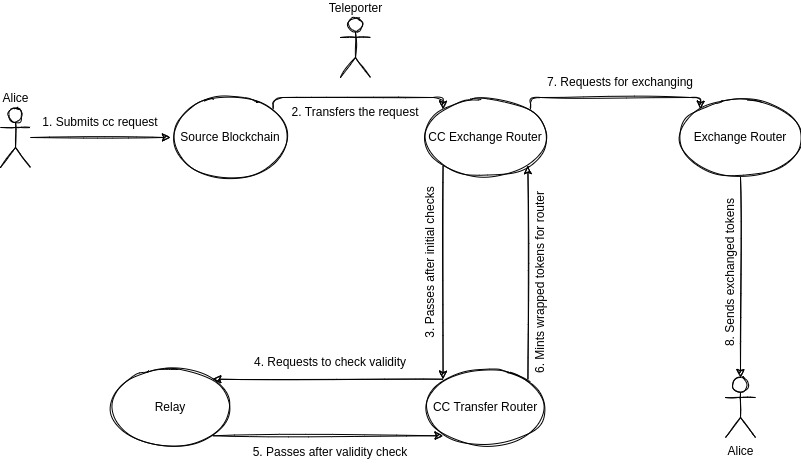 Teleporter
Alice
1. Submits cc request
Source Blockchain
2. Transfers the request
CC Exchange Router
7. Requests for exchanging
Exchange Router
3. Passes after initial checks
6. Mints wrapped tokens for router
8. Sends exchanged tokens
4. Requests to check validity
Relay
CC Transfer Router
5. Passes after validity check
Alice